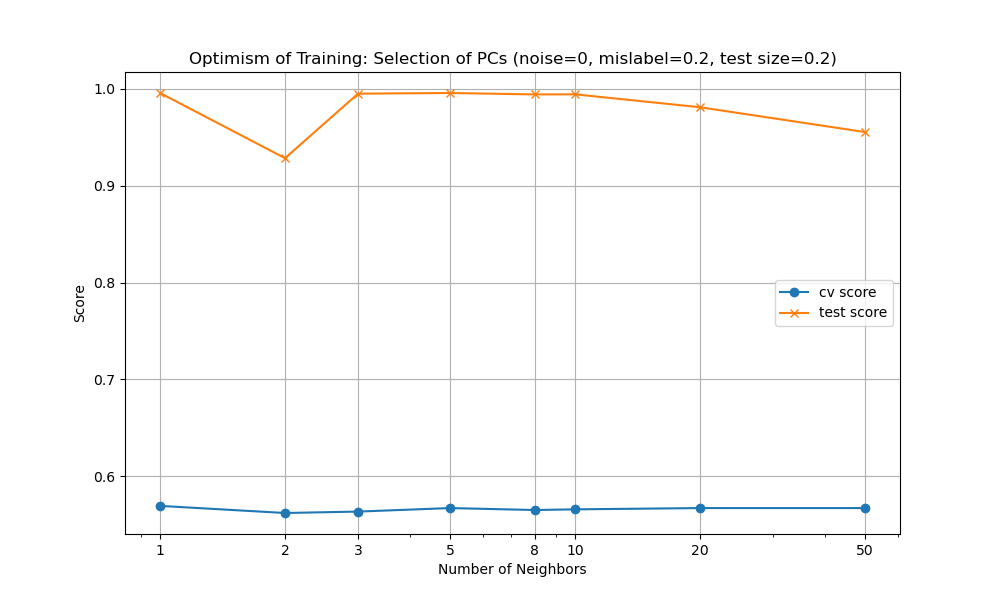 Optimism of Training: Selection of PCs (noise=0, mislabel=0.2, test size=0.2)
Score
1.0
0.9
0.8
0.7
0.6
cv score
test score
1 2 3 5 8 10 20 50
Number of Neighbors